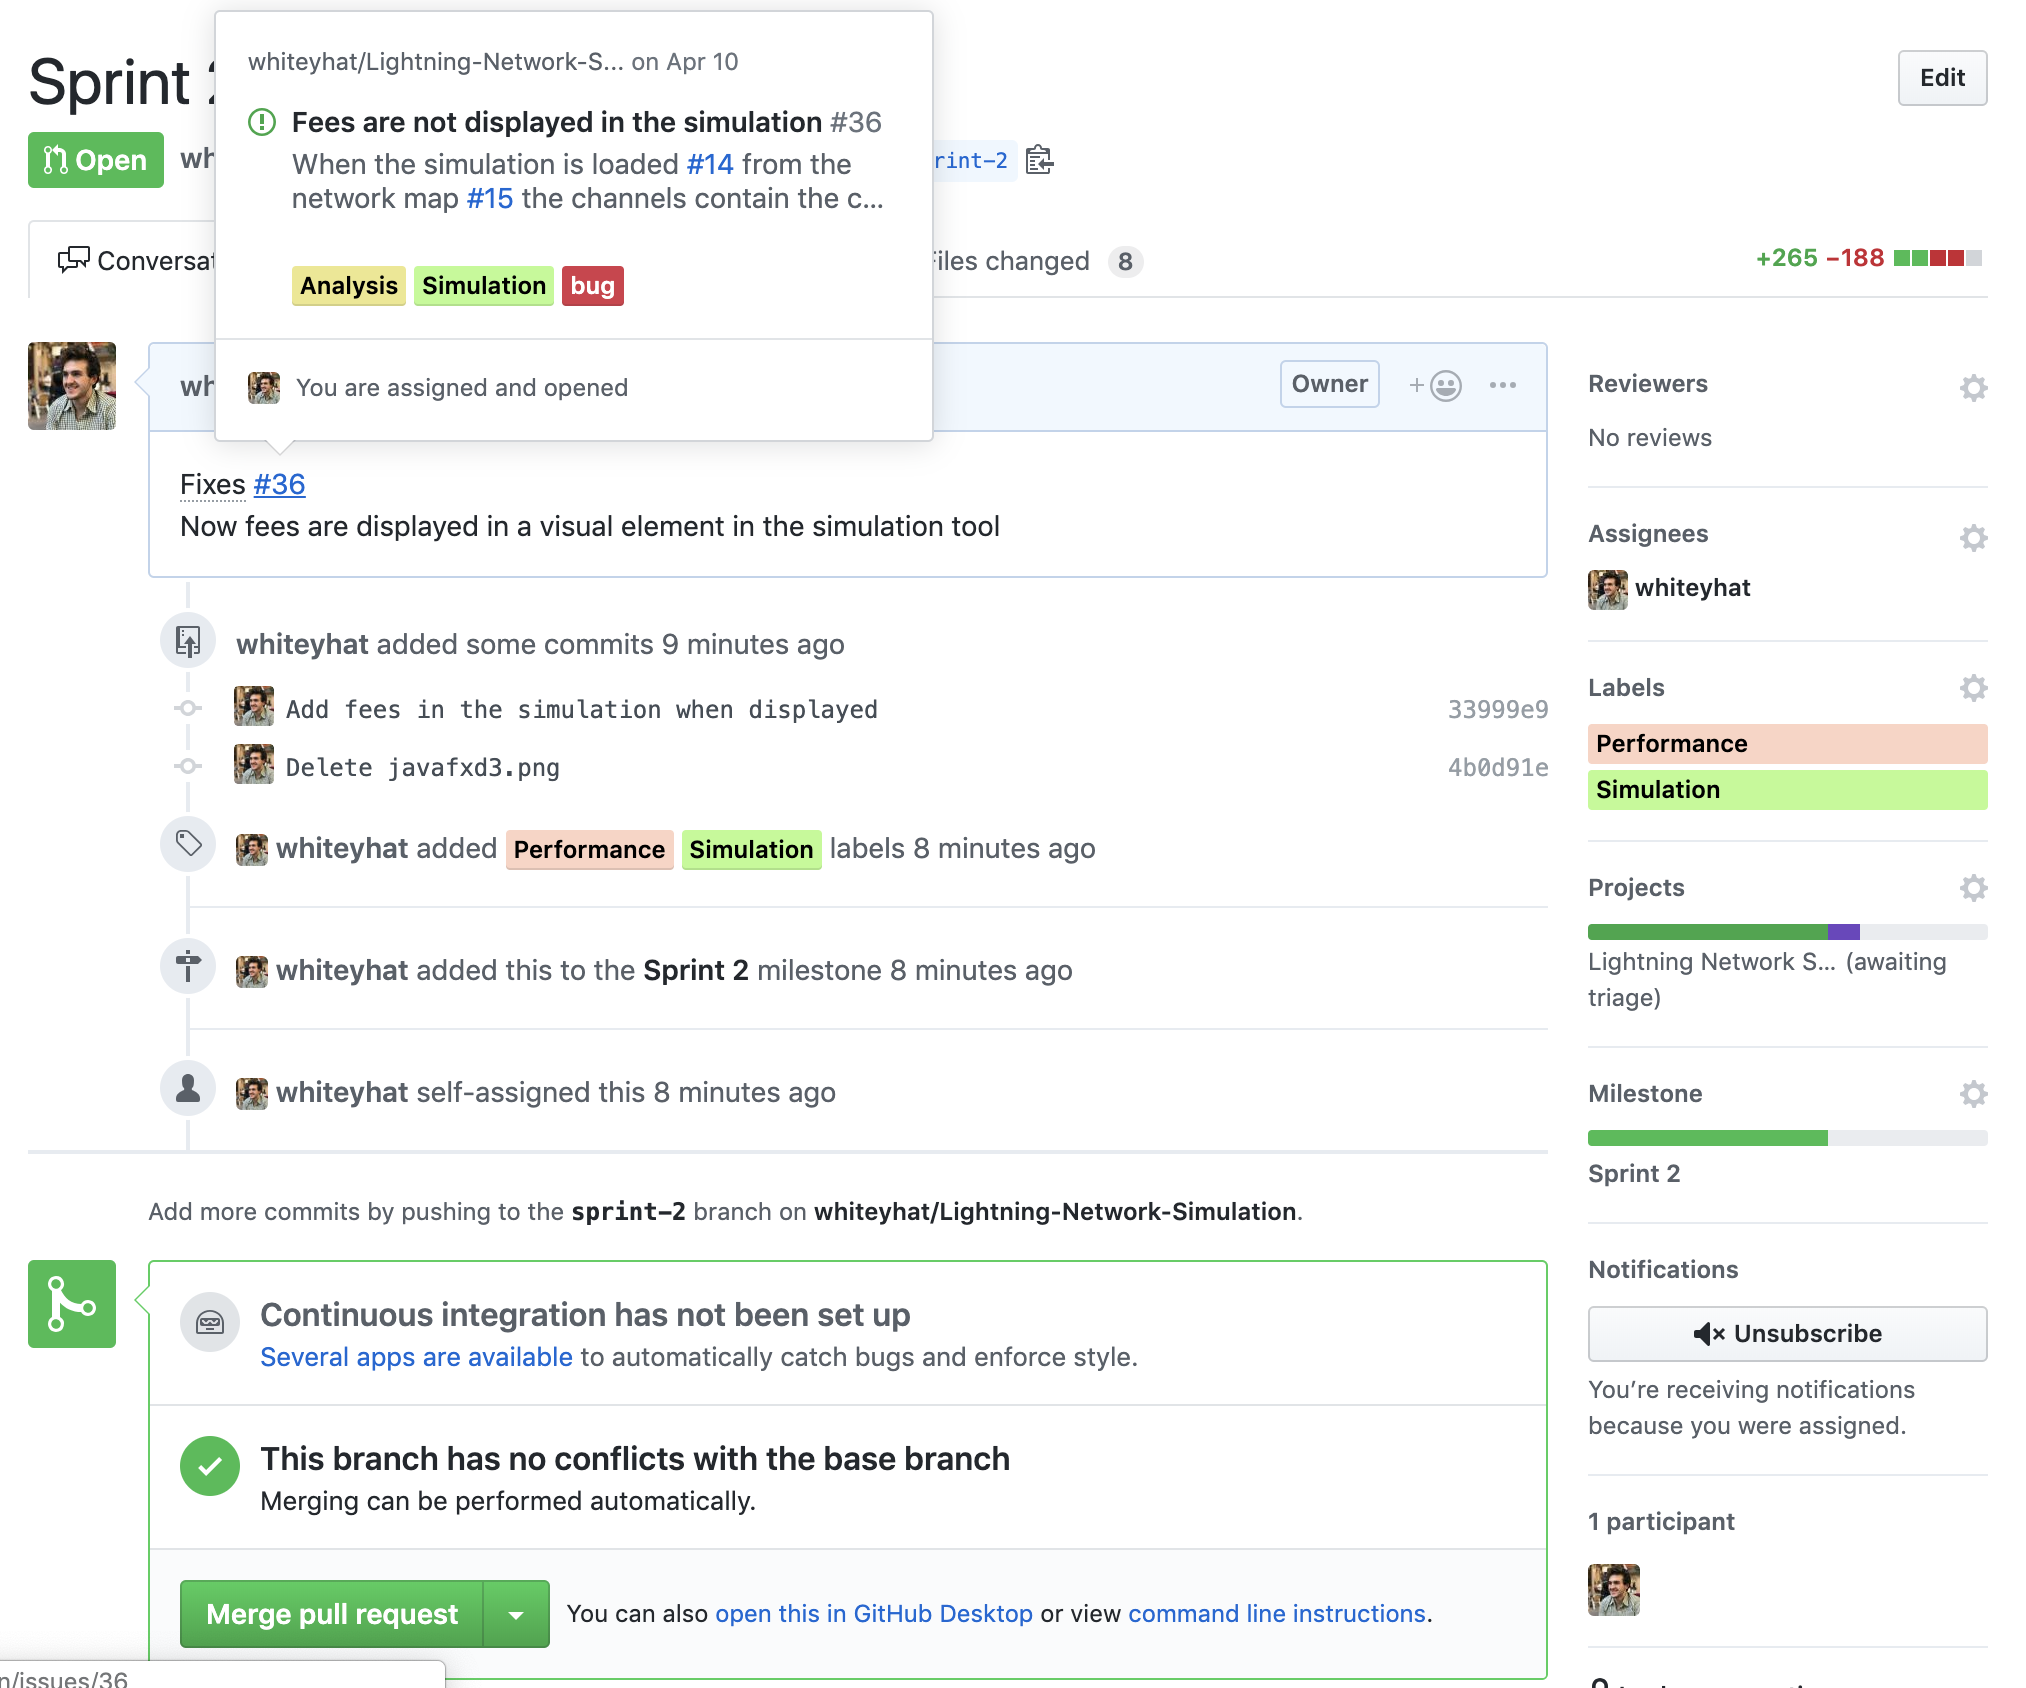 whiteyhat/Lightning-Network-S... on Apr 10
Fees are not displayed in the simulation #36
When the simulation is loaded #14 from the
network map #15 the channels contain the c...
Analysis Simulation bug
You are assigned and opened
Sprint
Edit
Open wh
rint-2
Conversat
iles changed 8
+265 −188
wh
Owner
Fixes #36
Now fees are displayed in a visual element in the simulation tool
whiteyhat added some commits 9 minutes ago
Add fees in the simulation when displayed 33999e9
Delete javafxd3.png 4b0d91e
whiteyhat added Performance Simulation labels 8 minutes ago
whiteyhat added this to the Sprint 2 milestone 8 minutes ago
whiteyhat self-assigned this 8 minutes ago
Add more commits by pushing to the sprint-2 branch on whiteyhat/Lightning-Network-Simulation.
Continuous integration has not been set up
Several apps are available to automatically catch bugs and enforce style.
This branch has no conflicts with the base branch
Merging can be performed automatically.
Merge pull request
You can also open this in GitHub Desktop or view command line instructions.
n/issues/36
Reviewers
No reviews
Assignees
whiteyhat
Labels
Performance
Simulation
Projects
Lightning Network S... (awaiting
triage)
Milestone
Sprint 2
Notifications
Unsubscribe
You’re receiving notifications
because you were assigned.
1 participant